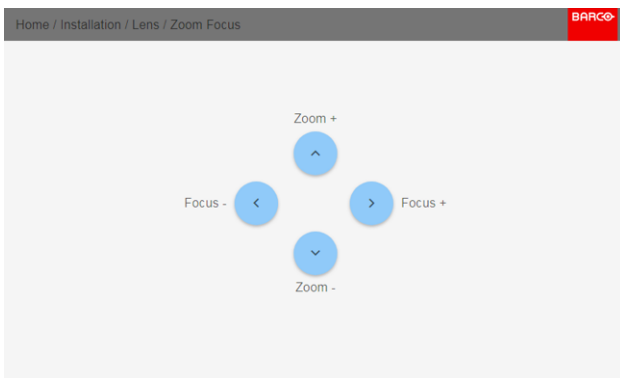 Home / Installation / Lens / Zoom Focus
BARCO
Zoom +
Focus -
Focus +
Zoom -